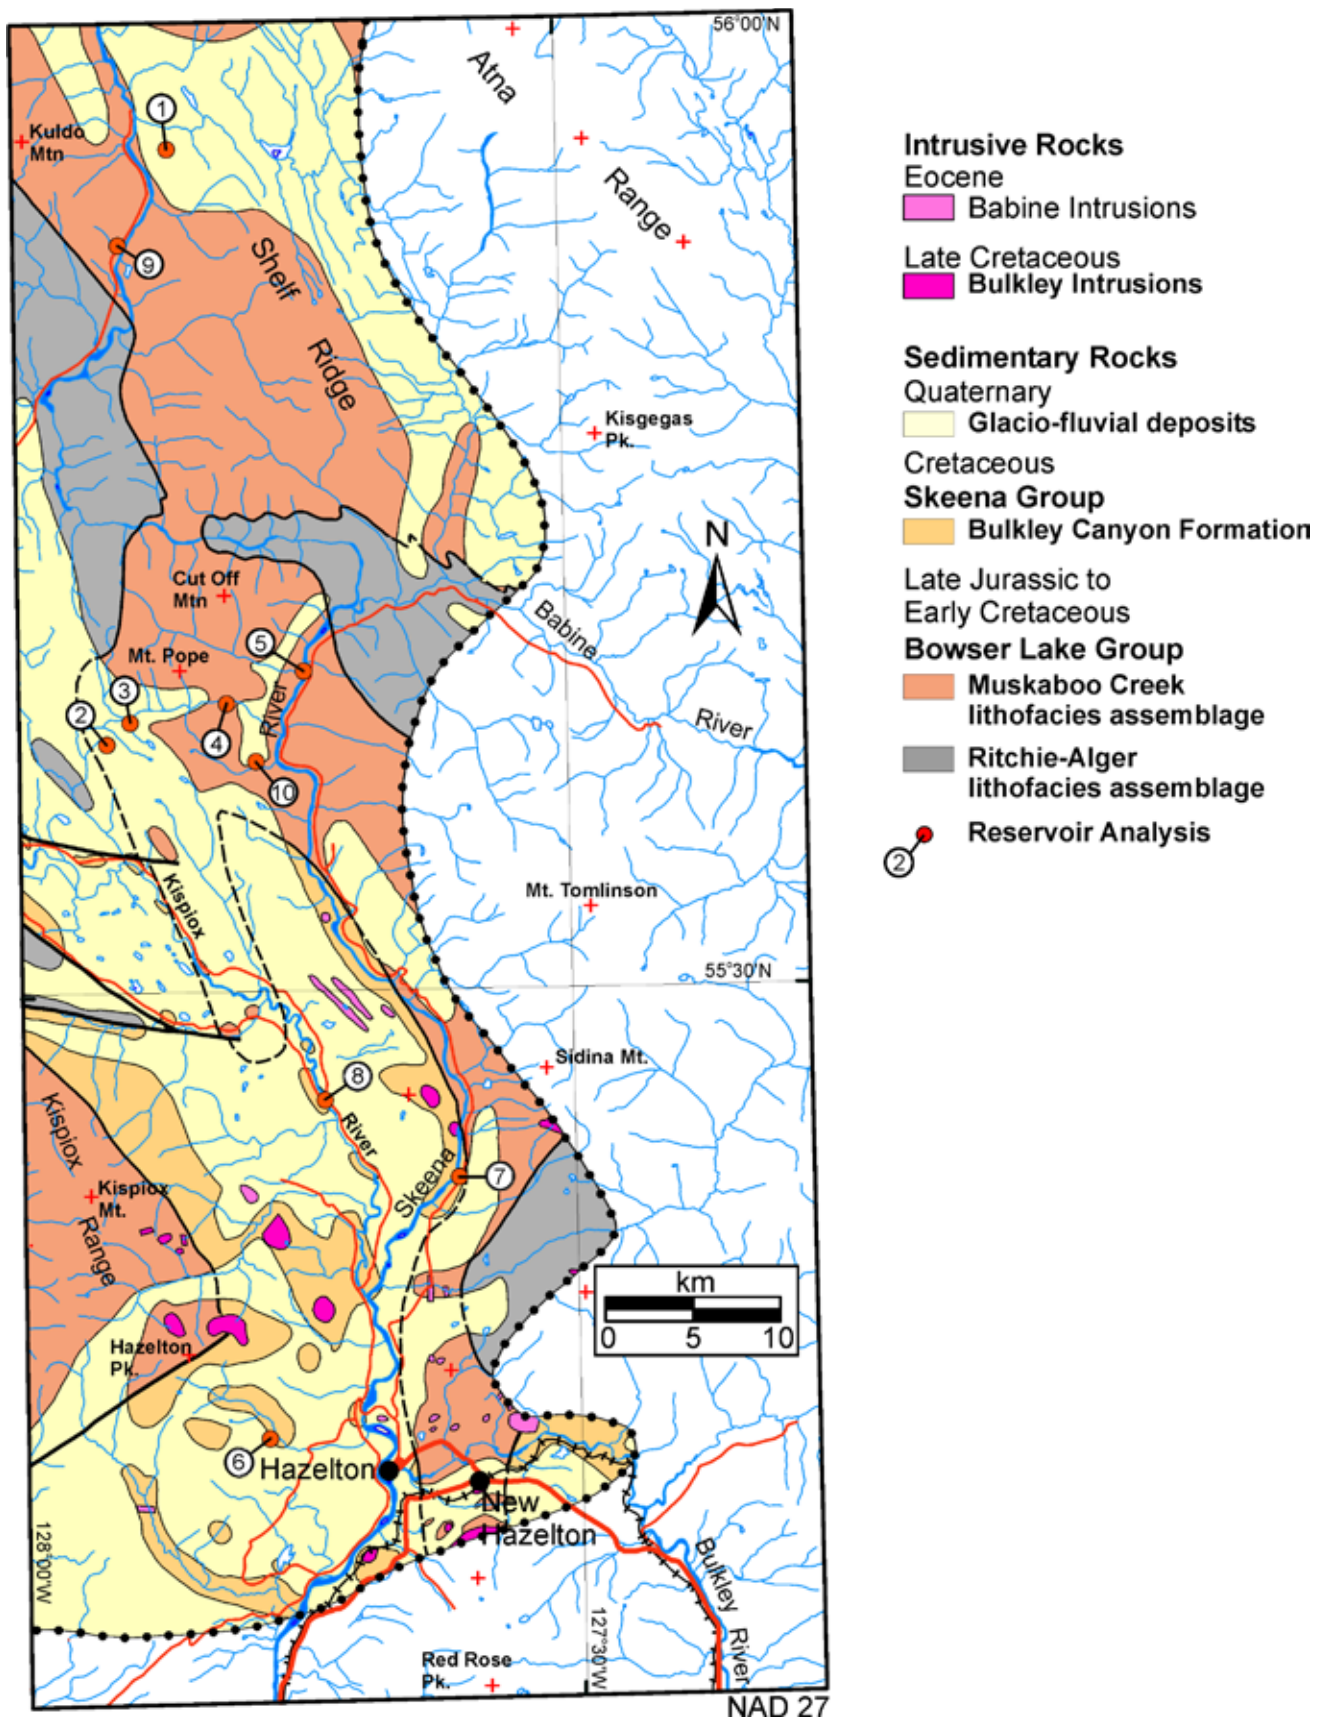 56°00'N
Atna
Range
1
Kuldo
Mtn
9
Shelf
Ridge
Kisgegas
Pk.
N
Cut Off
Mtn
Babine
River
5
Mt. Pope
3
2
4
River
10
Mt. Tomlinson
Kispiox
55°30'N
Sidina Mt.
8
River
Kispiox
Range
Kispiox
Mt.
Skeena
7
km
0 5 10
Hazelton
Pk.
6
Hazelton
New
Hazelton
128°00'W
127°30'W
Bulkley
River
Red Rose
Pk.
NAD 27
Intrusive Rocks
Eocene
Babine Intrusions
Late Cretaceous
Bulkley Intrusions
Sedimentary Rocks
Quaternary
Glacio-fluvial deposits
Cretaceous
Skeena Group
Bulkley Canyon Formation
Late Jurassic to
Early Cretaceous
Bowser Lake Group
Muskaboo Creek
lithofacies assemblage
Ritchie-Alger
lithofacies assemblage
Reservoir Analysis
2